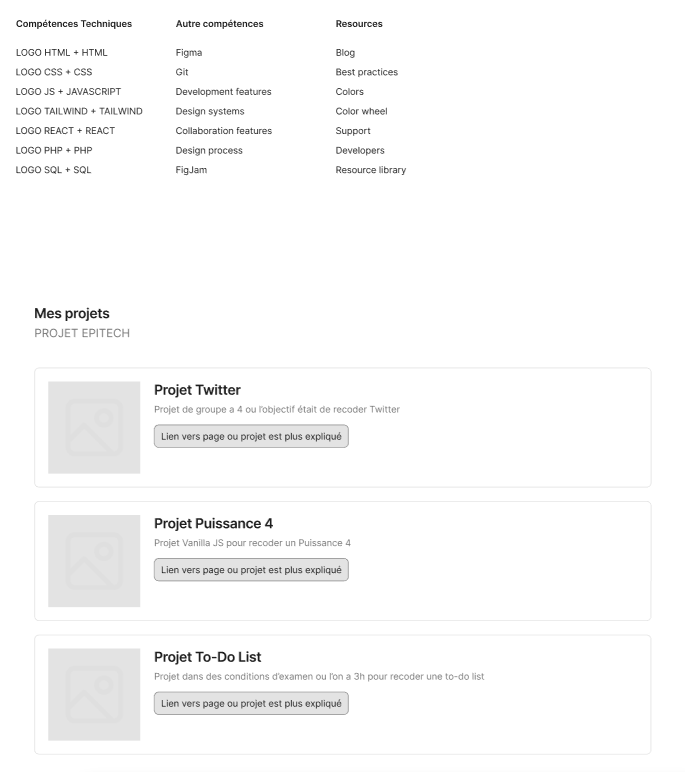 Compétences Techniques
LOGO HTML + HTML
LOGO CSS + CSS
LOGO JS + JAVASCRIPT
LOGO TAILWIND + TAILWIND
LOGO REACT + REACT
LOGO PHP + PHP
LOGO SQL + SQL
Autre compétences
Figma
Git
Development features
Design systems
Collaboration features
Design process
FigJam
Resources
Blog
Best practices
Colors
Color wheel
Support
Developers
Resource library
Mes projets
PROJET EPITECH
Projet Twitter
Projet de groupe a 4 ou l'objectif était de recoder Twitter
Lien vers page ou projet est plus expliqué
Projet Puissance 4
Projet Vanilla JS pour recoder un Puissance 4
Lien vers page ou projet est plus expliqué
Projet To-Do List
Projet dans des conditions d'examen ou l'on a 3h pour recoder une to-do list
Lien vers page ou projet est plus expliqué